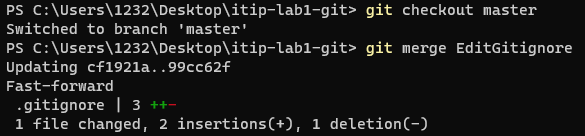 PS C:\Users\1232\Desktop\itip-lab1-git> git checkout master
Switched to branch 'master'
PS C:\Users\1232\Desktop\itip-lab1-git> git merge EditGitignore
Updating cf1921a..99cc62f
Fast-forward
 .gitignore | 3 ++-
 1 file changed, 2 insertions(+), 1 deletion(-)